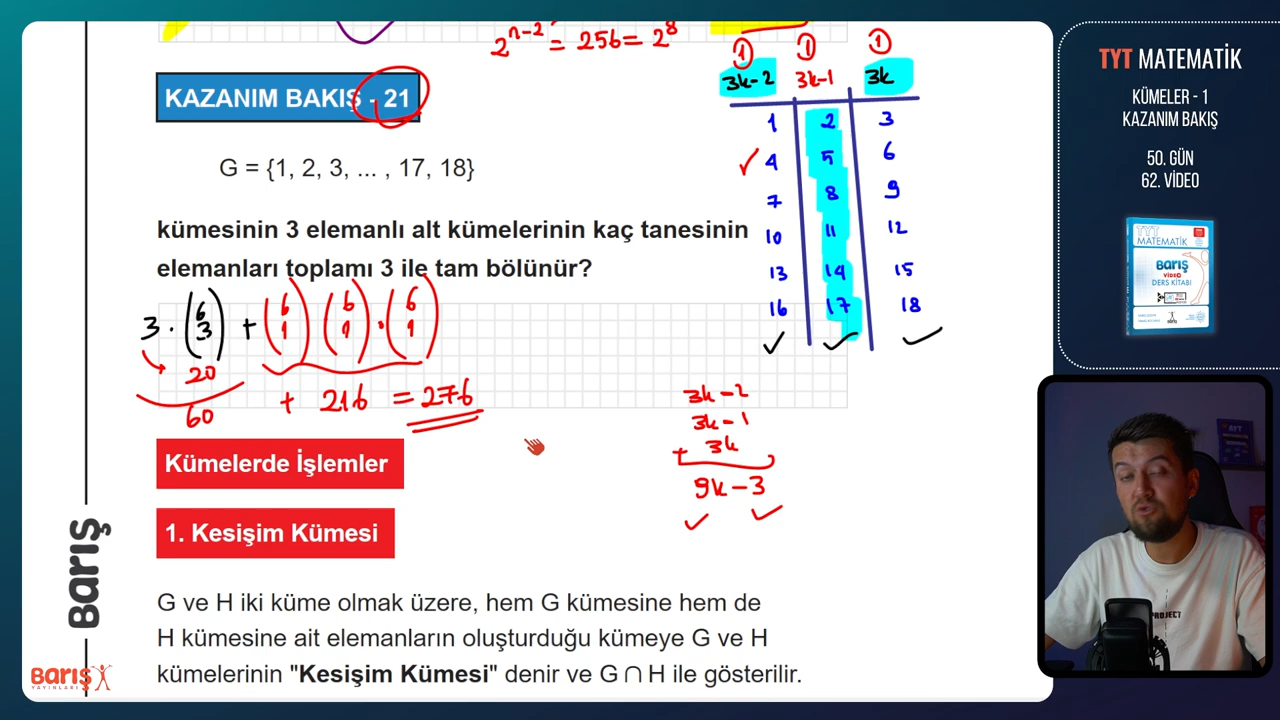 2^(n-2) = 256 = 2^8
KAZANIM BAKIŞ - 21
G = {1, 2, 3, ... , 17, 18}
kümesinin 3 elemanlı alt kümelerinin kaç tanesinin
elemanları toplamı 3 ile tam bölünür?
3 · (6 3) + (6 1) (6 1) · (6 1)
20
60 + 216 = 276
① ① ①
3k-2 3k-1 3k
1 2 3
4 5 6
7 8 9
10 11 12
13 14 15
16 17 18
3k-2
3k-1
+ 3k
9k-3
Kümelerde İşlemler
1. Kesişim Kümesi
G ve H iki küme olmak üzere, hem G kümesine hem de
H kümesine ait elemanların oluşturduğu kümeye G ve H
kümelerinin "Kesişim Kümesi" denir ve G ∩ H ile gösterilir.
Barış
BARIŞ
YAYINLARI
TYT MATEMATİK
KÜMELER - 1
KAZANIM BAKIŞ
50. GÜN
62. VİDEO
TYT
MATEMATİK
BARIŞ
VİDEO
DERS KİTABI
PROJECT